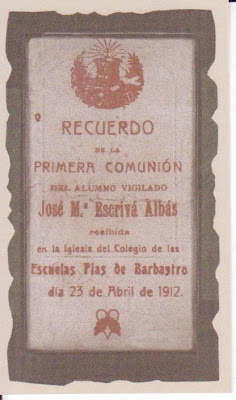 RECUERDO
DE LA
PRIMERA COMUNIÓN
DEL ALUMNO VIGILADO
José M.ª Escrivá Albás
recibida
en la Iglesia del Colegio de las
Escuelas Pías de Barbastro
día 23 de Abril de 1912.